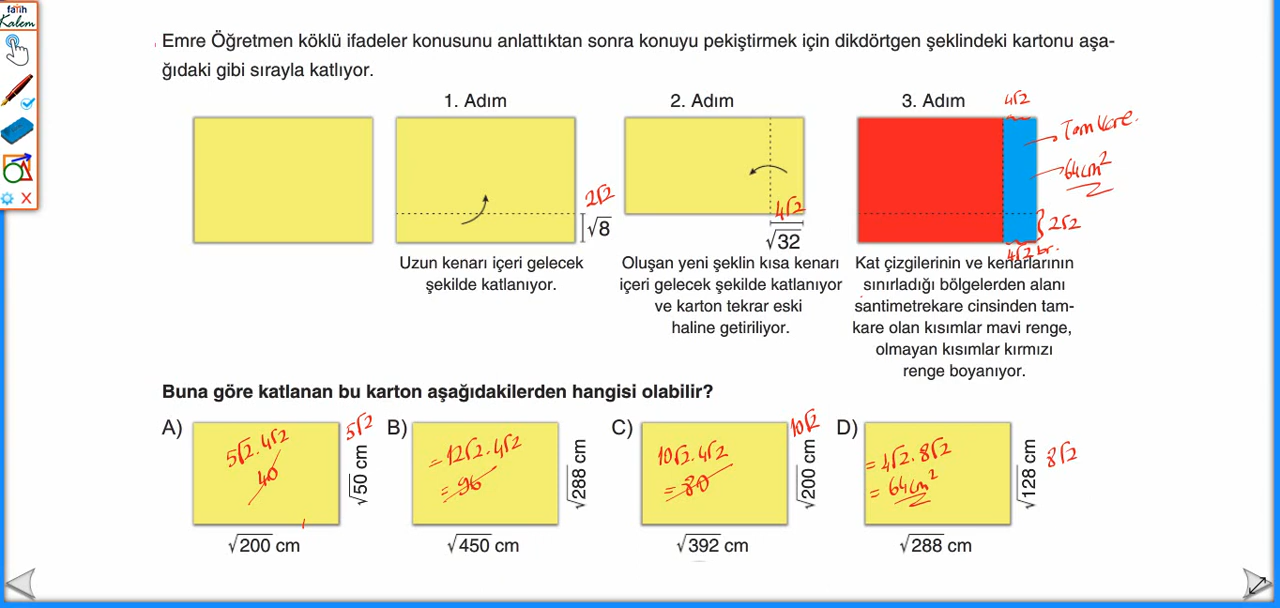 fatih
Kalem
Emre Öğretmen köklü ifadeler konusunu anlattıktan sonra konuyu pekiştirmek için dikdörtgen şeklindeki kartonu aşa-
ğıdaki gibi sırayla katlıyor.
1. Adım
2√2
√8
Uzun kenarı içeri gelecek
şekilde katlanıyor.
2. Adım
4√2
√32
Oluşan yeni şeklin kısa kenarı
içeri gelecek şekilde katlanıyor
ve karton tekrar eski
haline getiriliyor.
3. Adım
4√2
Tam kare.
64cm²
2√2
4√2 br.
Kat çizgilerinin ve kenarlarının
sınırladığı bölgelerden alanı
santimetrekare cinsinden tam-
kare olan kısımlar mavi renge,
olmayan kısımlar kırmızı
renge boyanıyor.
Buna göre katlanan bu karton aşağıdakilerden hangisi olabilir?
A)
5√2.4√2
40
5√2
√50 cm
√200 cm
B)
=12√2.4√2
=96
√288 cm
√450 cm
C)
10√2.4√2
=80
10√2
√200 cm
√392 cm
D)
=4√2.8√2
=64cm²
8√2
√128 cm
√288 cm